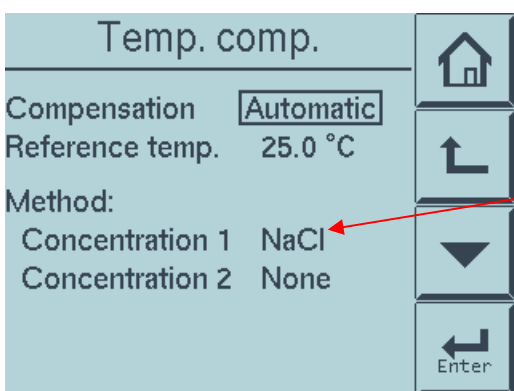 Temp. comp.
Compensation Automatic
Reference temp. 25.0 °C
Method:
Concentration 1 NaCl
Concentration 2 None
Enter